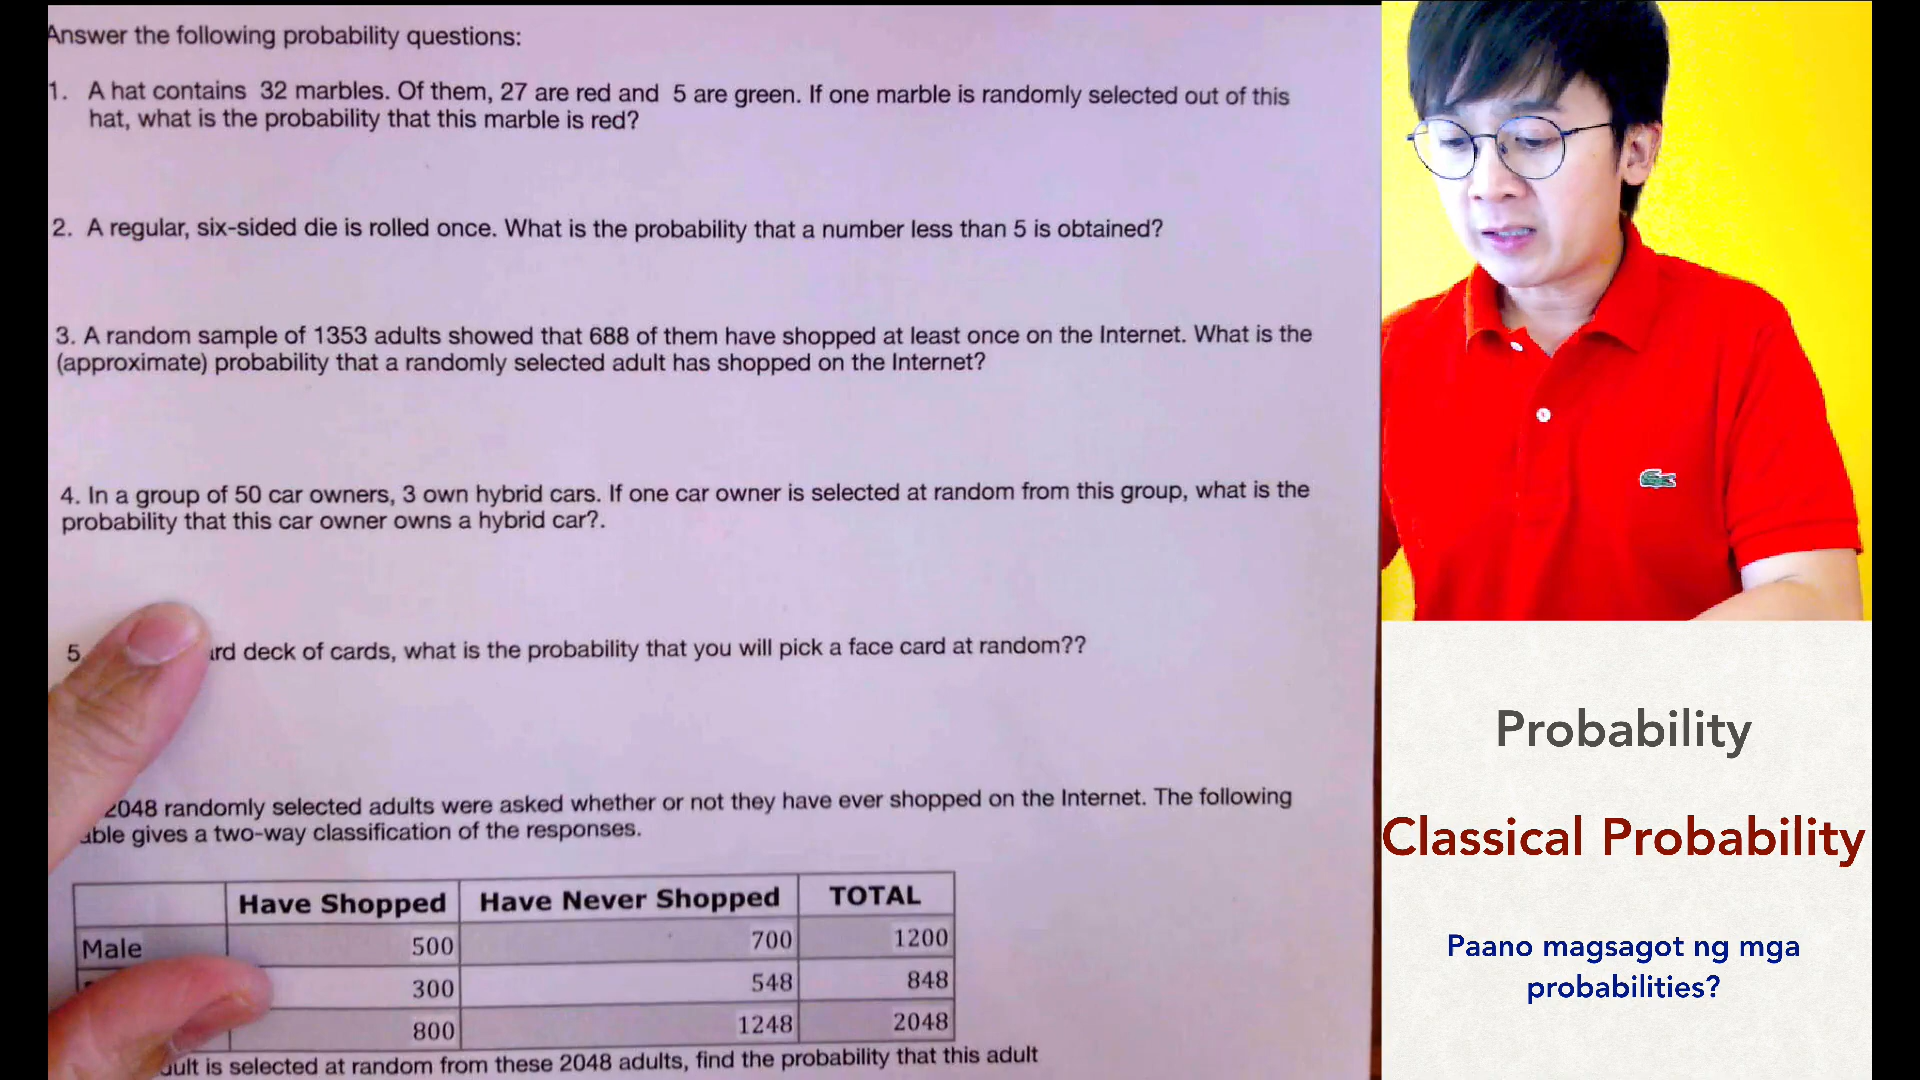 Answer the following probability questions:
1. A hat contains 32 marbles. Of them, 27 are red and 5 are green. If one marble is randomly selected out of this
hat, what is the probability that this marble is red?
2. A regular, six-sided die is rolled once. What is the probability that a number less than 5 is obtained?
3. A random sample of 1353 adults showed that 688 of them have shopped at least once on the Internet. What is the
(approximate) probability that a randomly selected adult has shopped on the Internet?
4. In a group of 50 car owners, 3 own hybrid cars. If one car owner is selected at random from this group, what is the
probability that this car owner owns a hybrid car?.
5. deck of cards, what is the probability that you will pick a face card at random??
2048 randomly selected adults were asked whether or not they have ever shopped on the Internet. The following
gives a two-way classification of the responses.
Have Shopped Have Never Shopped TOTAL
Male 500 700 1200
300 548 848
800 1248 2048
is selected at random from these 2048 adults, find the probability that this adult
Probability
Classical Probability
Paano magsagot ng mga
probabilities?